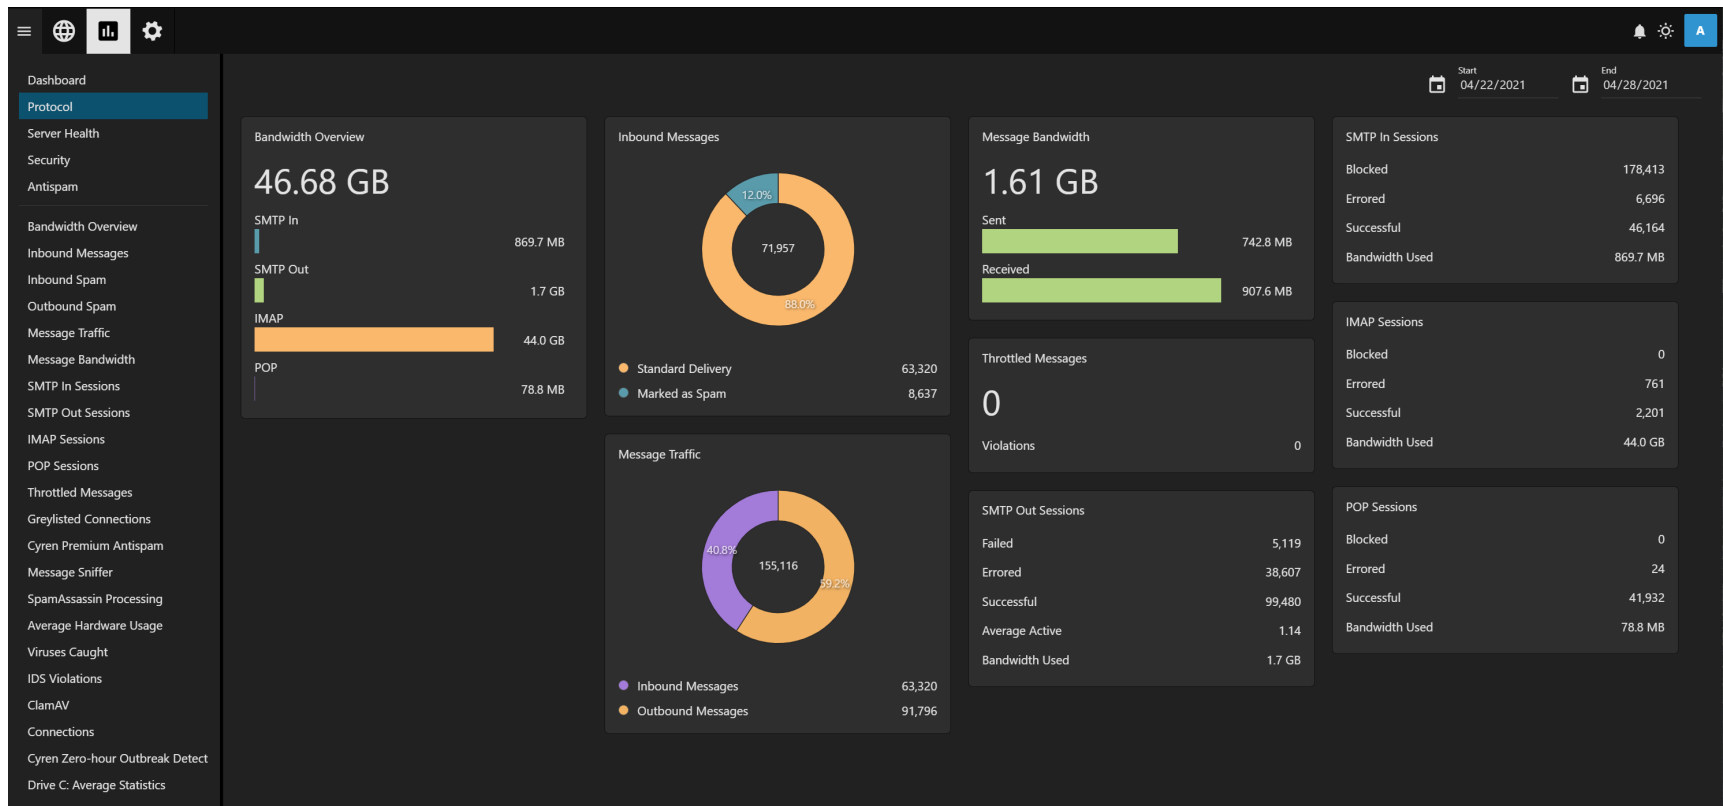 A
Dashboard
Protocol
Server Health
Security
Antispam
Bandwidth Overview
Inbound Messages
Inbound Spam
Outbound Spam
Message Traffic
Message Bandwidth
SMTP In Sessions
SMTP Out Sessions
IMAP Sessions
POP Sessions
Throttled Messages
Greylisted Connections
Cyren Premium Antispam
Message Sniffer
SpamAssassin Processing
Average Hardware Usage
Viruses Caught
IDS Violations
ClamAV
Connections
Cyren Zero-hour Outbreak Detect
Drive C: Average Statistics
Start
04/22/2021
End
04/28/2021
Bandwidth Overview
46.68 GB
SMTP In
869.7 MB
SMTP Out
1.7 GB
IMAP
44.0 GB
POP
78.8 MB
Inbound Messages
12.0%
71,957
88.0%
Standard Delivery 63,320
Marked as Spam 8,637
Message Traffic
40.8%
155,116
59.2%
Inbound Messages 63,320
Outbound Messages 91,796
Message Bandwidth
1.61 GB
Sent
742.8 MB
Received
907.6 MB
Throttled Messages
0
Violations 0
SMTP Out Sessions
Failed 5,119
Errored 38,607
Successful 99,480
Average Active 1.14
Bandwidth Used 1.7 GB
SMTP In Sessions
Blocked 178,413
Errored 6,696
Successful 46,164
Bandwidth Used 869.7 MB
IMAP Sessions
Blocked 0
Errored 761
Successful 2,201
Bandwidth Used 44.0 GB
POP Sessions
Blocked 0
Errored 24
Successful 41,932
Bandwidth Used 78.8 MB